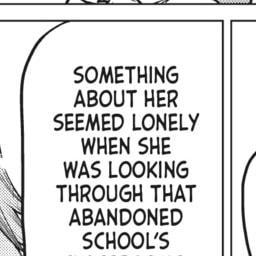 SOMETHING
ABOUT HER
SEEMED LONELY
WHEN SHE
WAS LOOKING
THROUGH THAT
ABANDONED
SCHOOL'S